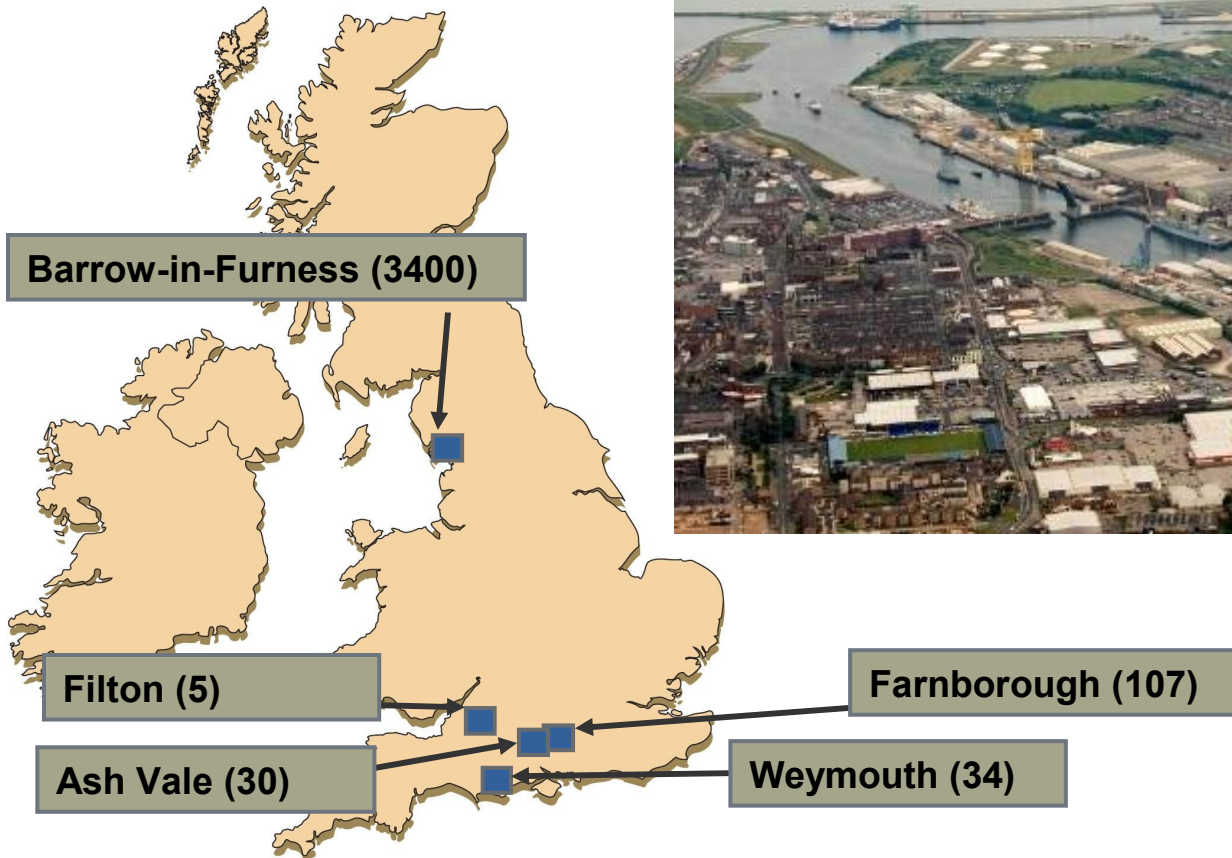 Barrow-in-Furness (3400)
Filton (5)
Farnborough (107)
Ash Vale (30)
Weymouth (34)